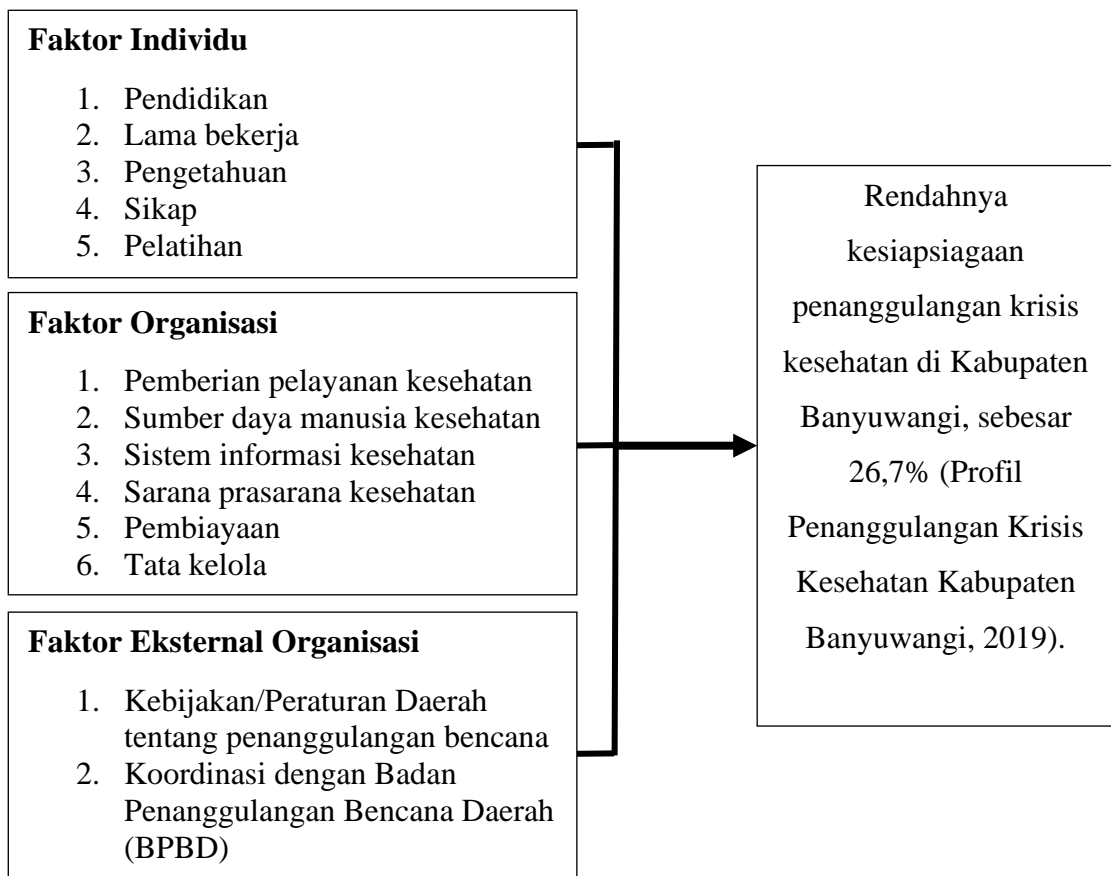 Faktor Individu
1. Pendidikan
2. Lama bekerja
3. Pengetahuan
4. Sikap
5. Pelatihan
Faktor Organisasi
1. Pemberian pelayanan kesehatan
2. Sumber daya manusia kesehatan
3. Sistem informasi kesehatan
4. Sarana prasarana kesehatan
5. Pembiayaan
6. Tata kelola
Faktor Eksternal Organisasi
1. Kebijakan/Peraturan Daerah
tentang penanggulangan bencana
2. Koordinasi dengan Badan
Penanggulangan Bencana Daerah
(BPBD)
Rendahnya
kesiapsiagaan
penanggulangan krisis
kesehatan di Kabupaten
Banyuwangi, sebesar
26,7% (Profil
Penanggulangan Krisis
Kesehatan Kabupaten
Banyuwangi, 2019).